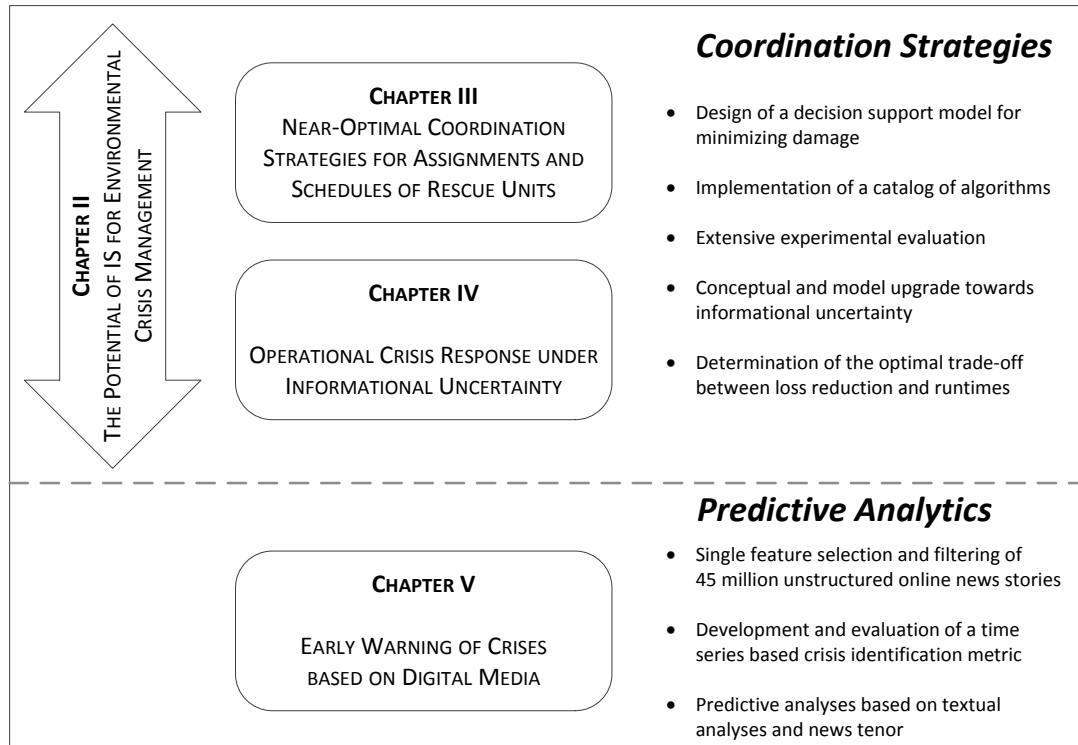 CHAPTER II
THE POTENTIAL OF IS FOR ENVIRONMENTAL
CRISIS MANAGEMENT
CHAPTER III
NEAR-OPTIMAL COORDINATION
STRATEGIES FOR ASSIGNMENTS AND
SCHEDULES OF RESCUE UNITS
CHAPTER IV
OPERATIONAL CRISIS RESPONSE UNDER
INFORMATIONAL UNCERTAINTY
Coordination Strategies
• Design of a decision support model for
minimizing damage
• Implementation of a catalog of algorithms
• Extensive experimental evaluation
• Conceptual and model upgrade towards
informational uncertainty
• Determination of the optimal trade-off
between loss reduction and runtimes
CHAPTER V
EARLY WARNING OF CRISES
BASED ON DIGITAL MEDIA
Predictive Analytics
• Single feature selection and filtering of
45 million unstructured online news stories
• Development and evaluation of a time
series based crisis identification metric
• Predictive analyses based on textual
analyses and news tenor